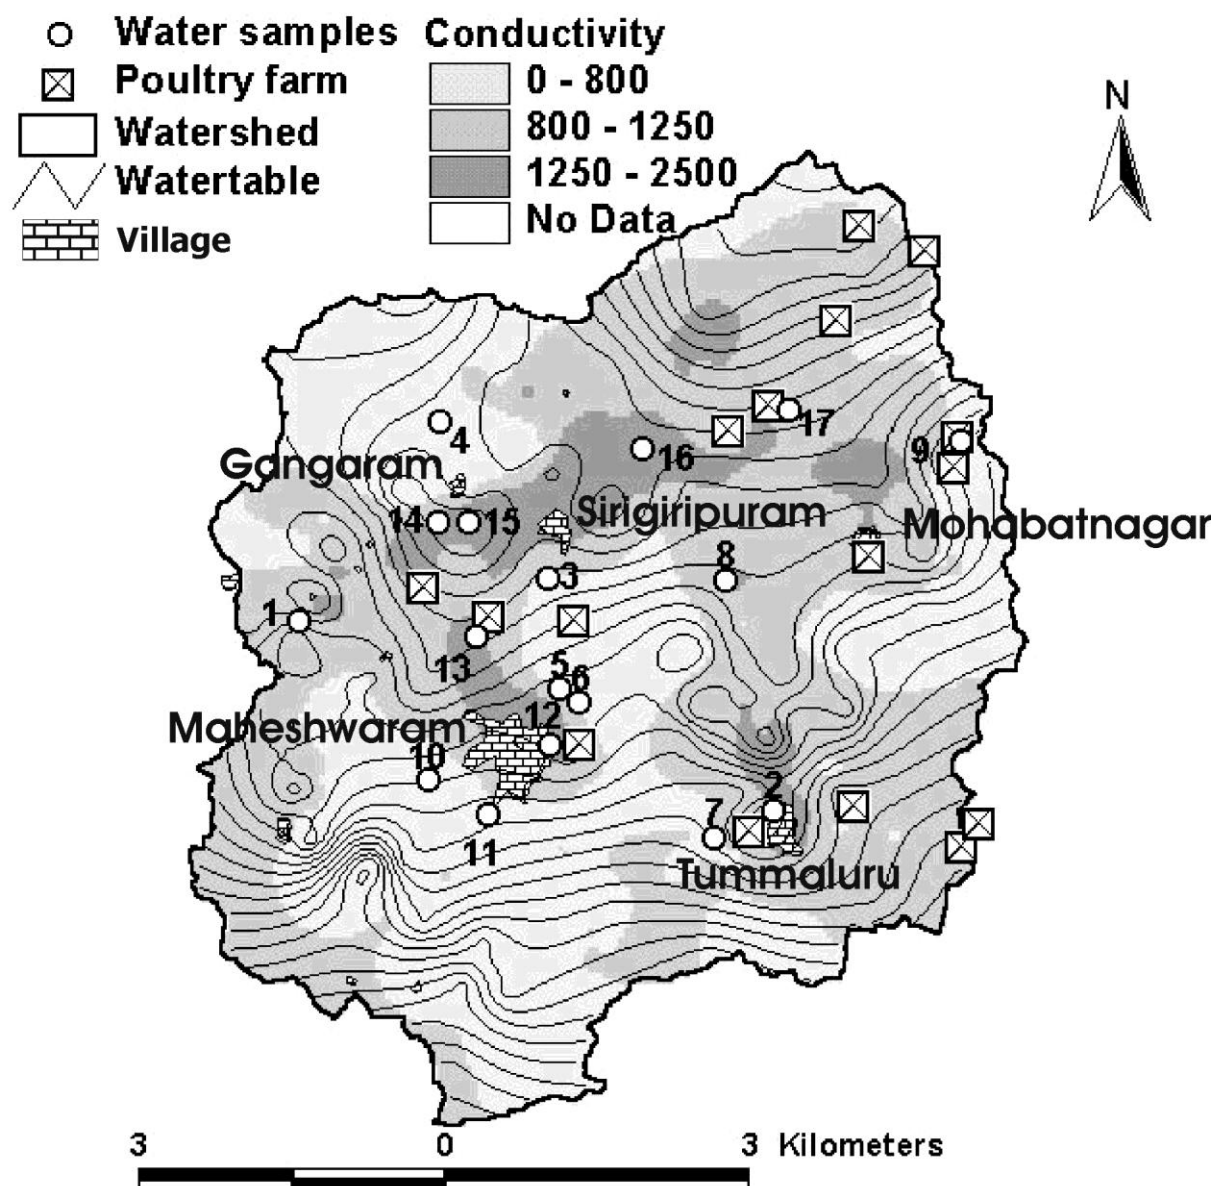 Water samples
Poultry farm
Watershed
Watertable
Village
Conductivity
0 - 800
800 - 1250
1250 - 2500
No Data
N
4
17
9
16
Gangaram
14
15
Sirigiripuram
Mohabatnagar
8
3
1
13
5
6
12
Maheshwaram
10
2
7
11
Tummaluru
3 0 3 Kilometers